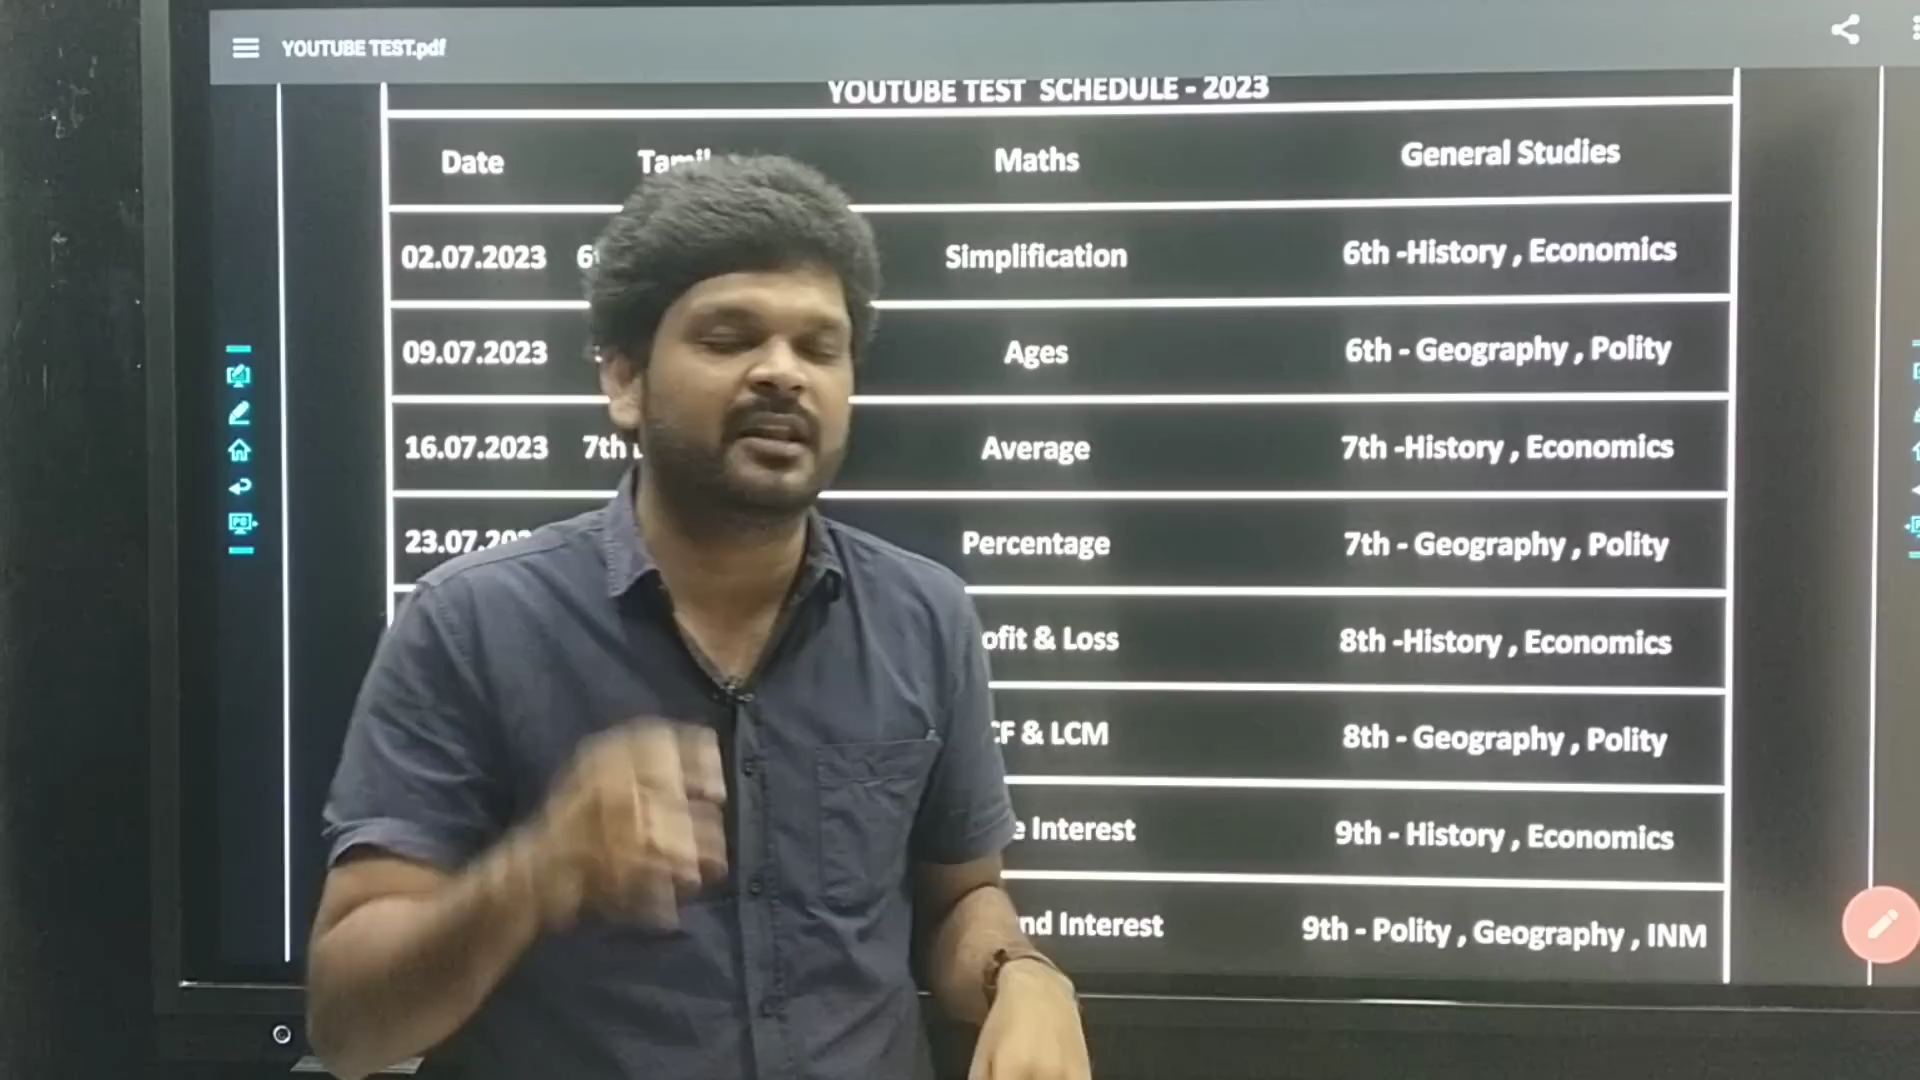 YOUTUBE TEST.pdf
YOUTUBE TEST SCHEDULE - 2023
Date Maths General Studies
02.07.2023 Simplification 6th -History , Economics
09.07.2023 Ages 6th - Geography , Polity
16.07.2023 7th Average 7th -History , Economics
Percentage 7th - Geography , Polity
& Loss 8th -History , Economics
& LCM 8th - Geography , Polity
Interest 9th - History , Economics
Interest 9th - Polity , Geography , INM